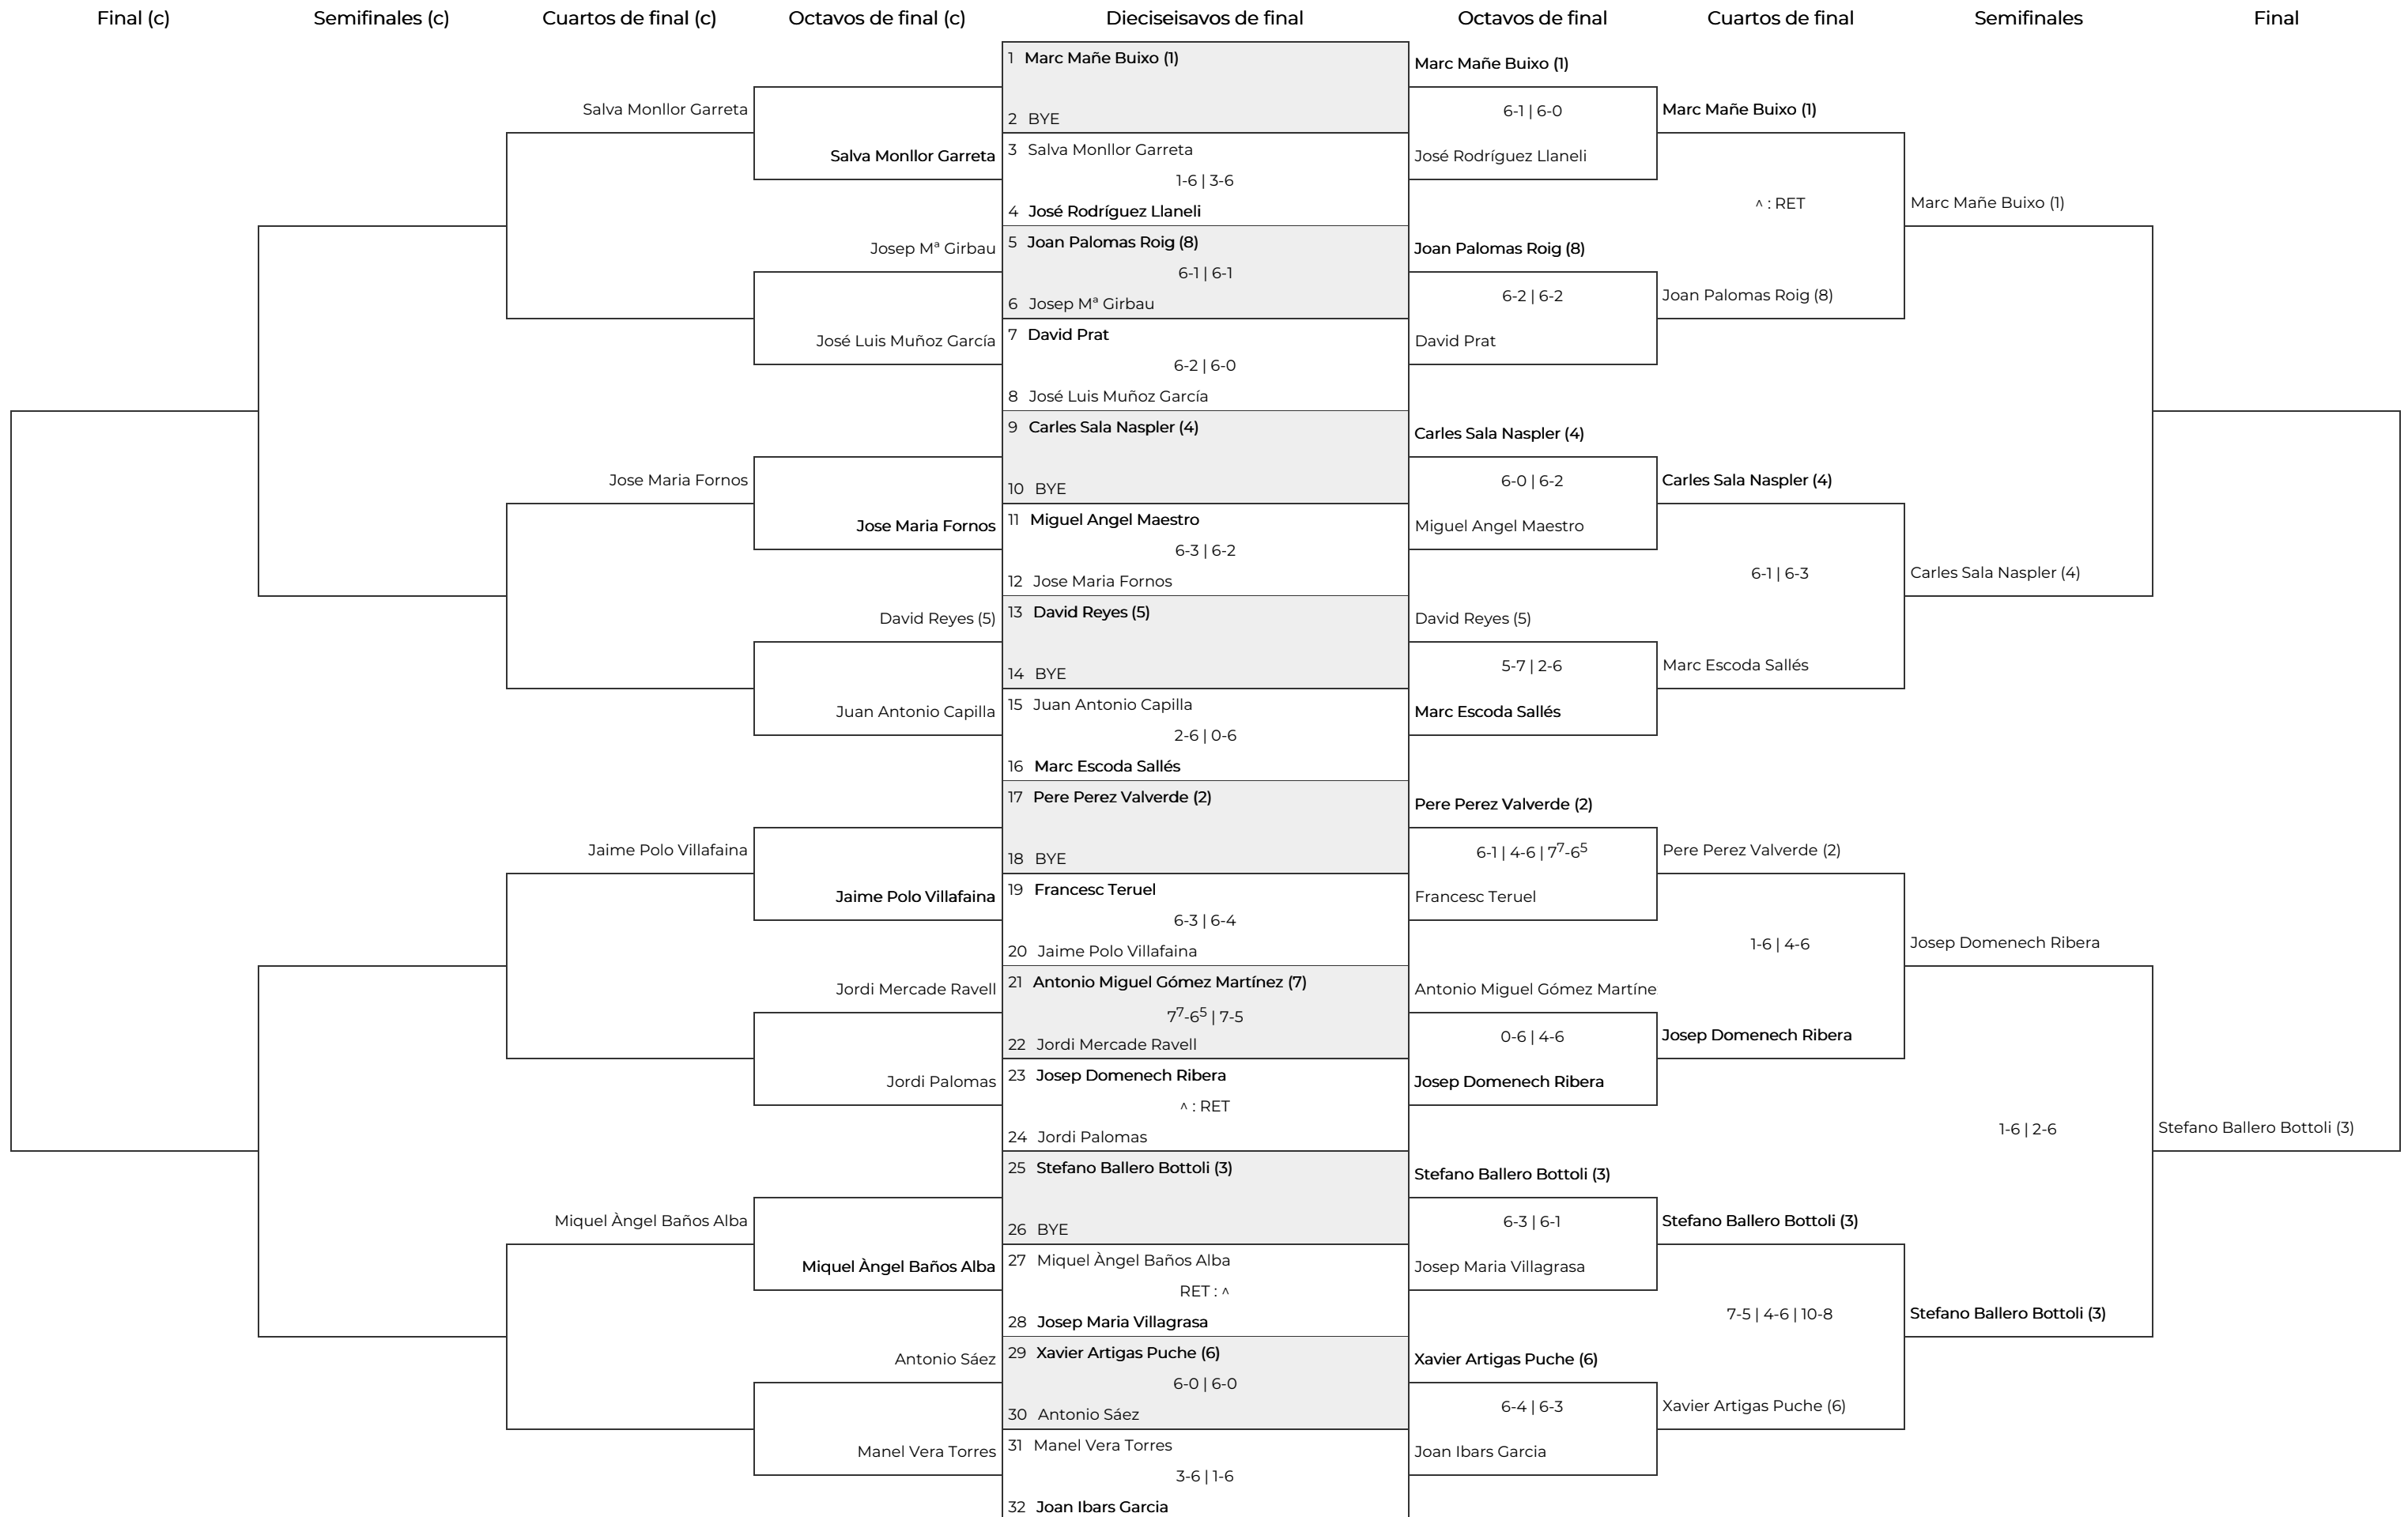 Final (c)
Semifinales (c)
Cuartos de final (c)
Octavos de final (c)
Dieciseisavos de final
Octavos de final
Cuartos de final
Semifinales
Final
Salva Monllor Garreta
Jose Maria Fornos
Jaime Polo Villafaina
Miquel Àngel Baños Alba
Salva Monllor Garreta
Josep Mª Girbau
José Luis Muñoz García
Jose Maria Fornos
David Reyes (5)
Juan Antonio Capilla
Jaime Polo Villafaina
Jordi Mercade Ravell
Jordi Palomas
Miquel Àngel Baños Alba
Antonio Sáez
Manel Vera Torres
1 Marc Mañe Buixo (1)
2 BYE
3 Salva Monllor Garreta
1-6 | 3-6
4 José Rodríguez Llaneli
5 Joan Palomas Roig (8)
6-1 | 6-1
6 Josep Mª Girbau
7 David Prat
6-2 | 6-0
8 José Luis Muñoz García
9 Carles Sala Naspler (4)
10 BYE
11 Miguel Angel Maestro
6-3 | 6-2
12 Jose Maria Fornos
13 David Reyes (5)
14 BYE
15 Juan Antonio Capilla
2-6 | 0-6
16 Marc Escoda Sallés
17 Pere Perez Valverde (2)
18 BYE
19 Francesc Teruel
6-3 | 6-4
20 Jaime Polo Villafaina
21 Antonio Miguel Gómez Martínez (7)
7⁷-6⁵ | 7-5
22 Jordi Mercade Ravell
23 Josep Domenech Ribera
^ : RET
24 Jordi Palomas
25 Stefano Ballero Bottoli (3)
26 BYE
27 Miquel Àngel Baños Alba
RET : ^
28 Josep Maria Villagrasa
29 Xavier Artigas Puche (6)
6-0 | 6-0
30 Antonio Sáez
31 Manel Vera Torres
3-6 | 1-6
32 Joan Ibars Garcia
Marc Mañe Buixo (1)
6-1 | 6-0
José Rodríguez Llaneli
Joan Palomas Roig (8)
6-2 | 6-2
David Prat
Carles Sala Naspler (4)
6-0 | 6-2
Miguel Angel Maestro
David Reyes (5)
5-7 | 2-6
Marc Escoda Sallés
Pere Perez Valverde (2)
6-1 | 4-6 | 7⁷-6⁵
Francesc Teruel
Antonio Miguel Gómez Martíne
0-6 | 4-6
Josep Domenech Ribera
Stefano Ballero Bottoli (3)
6-3 | 6-1
Josep Maria Villagrasa
Xavier Artigas Puche (6)
6-4 | 6-3
Joan Ibars Garcia
Marc Mañe Buixo (1)
^ : RET
Joan Palomas Roig (8)
Carles Sala Naspler (4)
6-1 | 6-3
Marc Escoda Sallés
Pere Perez Valverde (2)
1-6 | 4-6
Josep Domenech Ribera
Stefano Ballero Bottoli (3)
7-5 | 4-6 | 10-8
Xavier Artigas Puche (6)
Marc Mañe Buixo (1)
Carles Sala Naspler (4)
Josep Domenech Ribera
1-6 | 2-6
Stefano Ballero Bottoli (3)
Stefano Ballero Bottoli (3)